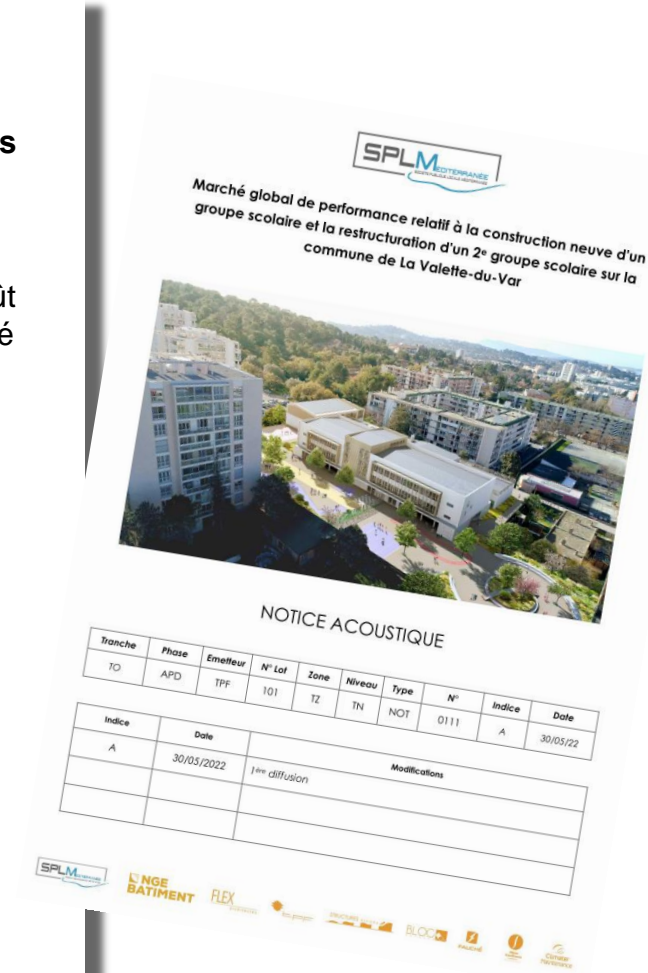 s
ût
é
SPLMEDITERRANEE
Marché global de performance relatif à la construction neuve d'un
groupe scolaire et la restructuration d'un 2e groupe scolaire sur la
commune de La Valette-du-Var
NOTICE ACOUSTIQUE
Tranche Phase Emetteur N° Lot Zone Niveau Type N° Indice Date
TO APD TPF 101 TZ TN NOT 0111 A 30/05/22
Indice Date Modifications
A 30/05/2022 1ère diffusion
SPLM NGE BATIMENT FLEX STRUCTURES BLOC